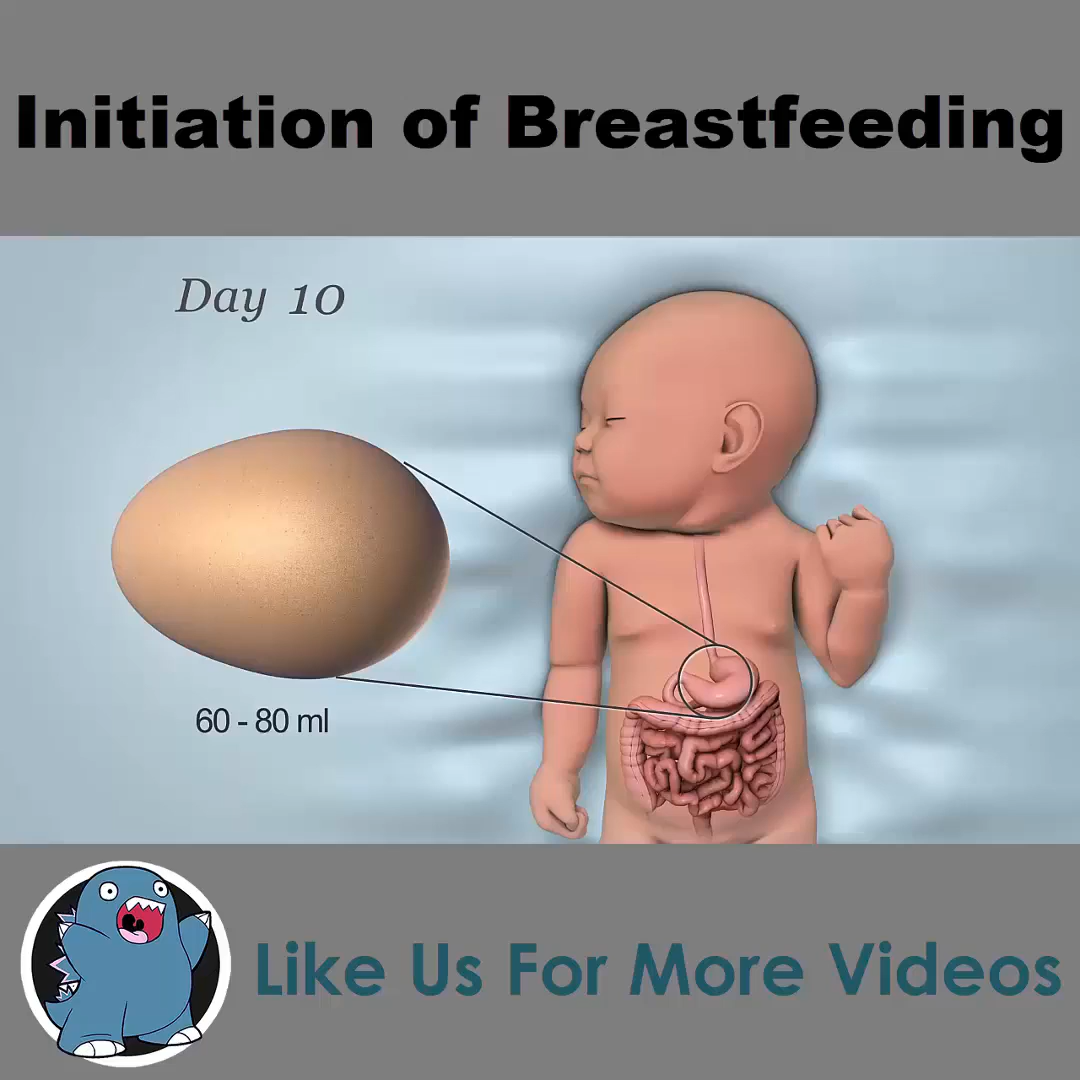 Initiation of Breastfeeding
Day 10
60 - 80 ml
Like Us For More Videos